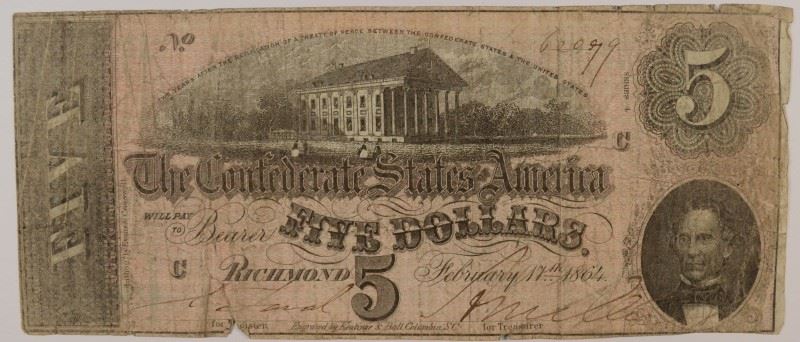 No 62079
TWO YEARS AFTER THE RATIFICATION OF A TREATY OF PEACE BETWEEN THE CONFEDERATE STATES & THE UNITED STATES
5
FIVE
C
The Confederate States of America
WILL PAY
TO Bearer FIVE DOLLARS.
C
RICHMOND 5 February 17th 1864.
for Treasurer
Engraved by Keatinge & Ball Columbia, S.C.
for Treasurer